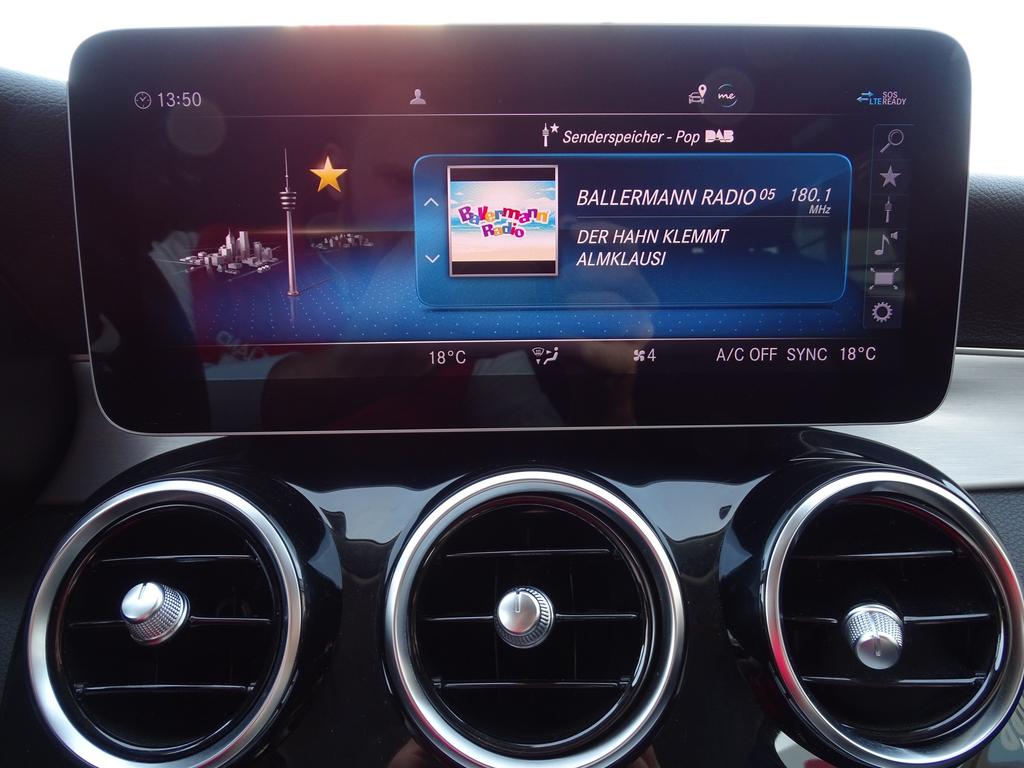 13:50
me
SOS
LTE READY
Senderspeicher - Pop DAB
Ballermann
Radio
BALLERMANN RADIO 05 180.1
MHz
DER HAHN KLEMMT
ALMKLAUSI
18°C 4 A/C OFF SYNC 18°C